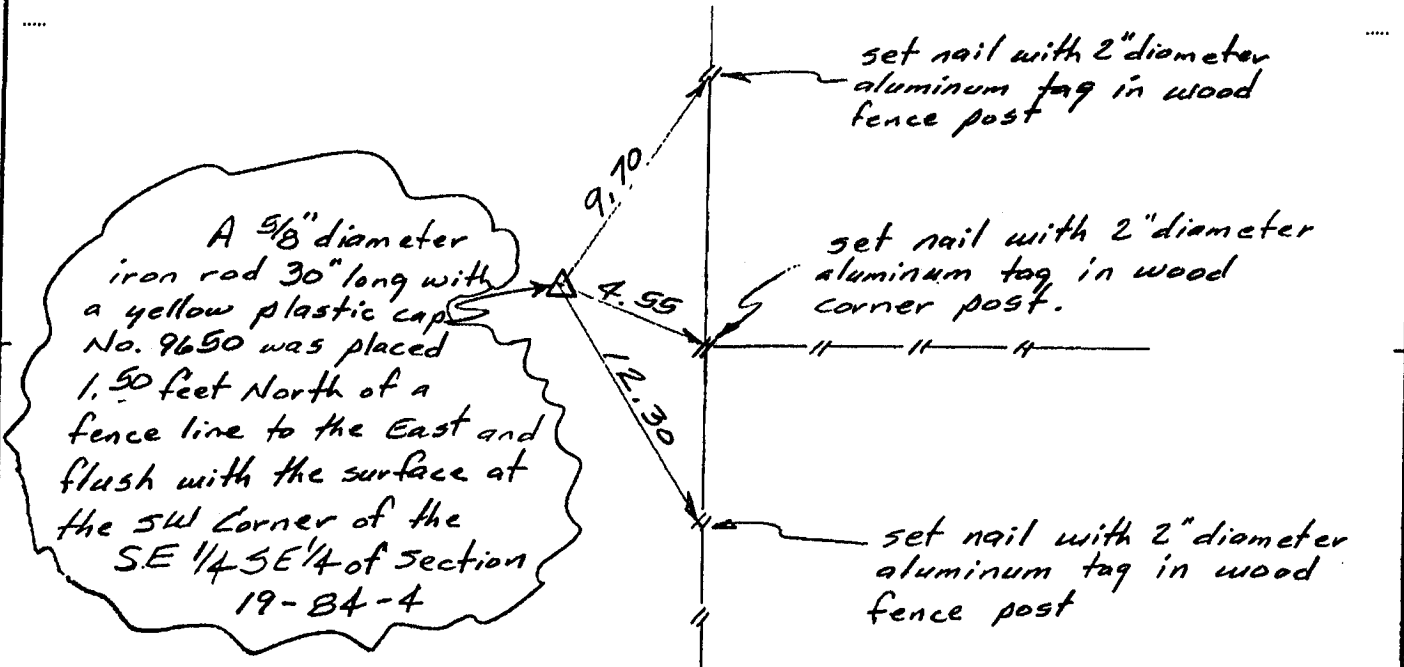 set nail with 2" diameter
aluminum tag in wood
fence post
9.70
A 5/8" diameter
iron rod 30" long with
a yellow plastic cap
No. 9650 was placed
1.50 feet North of a
fence line to the East and
flush with the surface at
the SW Corner of the
SE 1/4 SE 1/4 of Section
19-84-4
4.55
set nail with 2" diameter
aluminum tag in wood
corner post.
12.30
set nail with 2" diameter
aluminum tag in wood
fence post